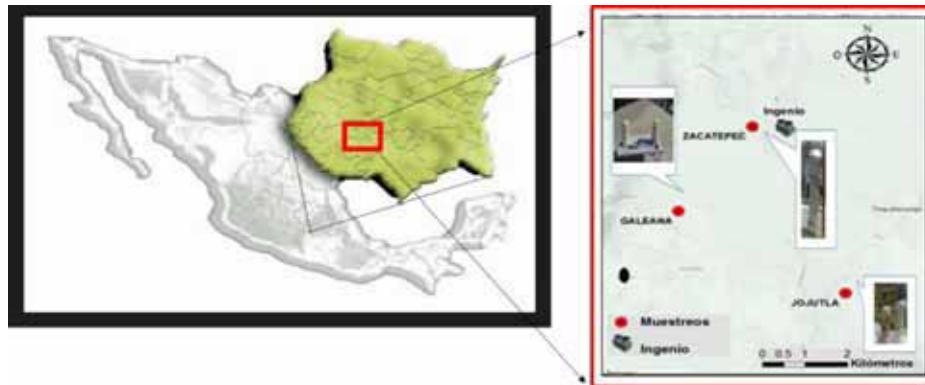 N
O E
S
Ingenio
ZACATEPEC
GALEANA
JOJUTLA
Muestreos
Ingenio
0 0.5 1 2
Kilómetros